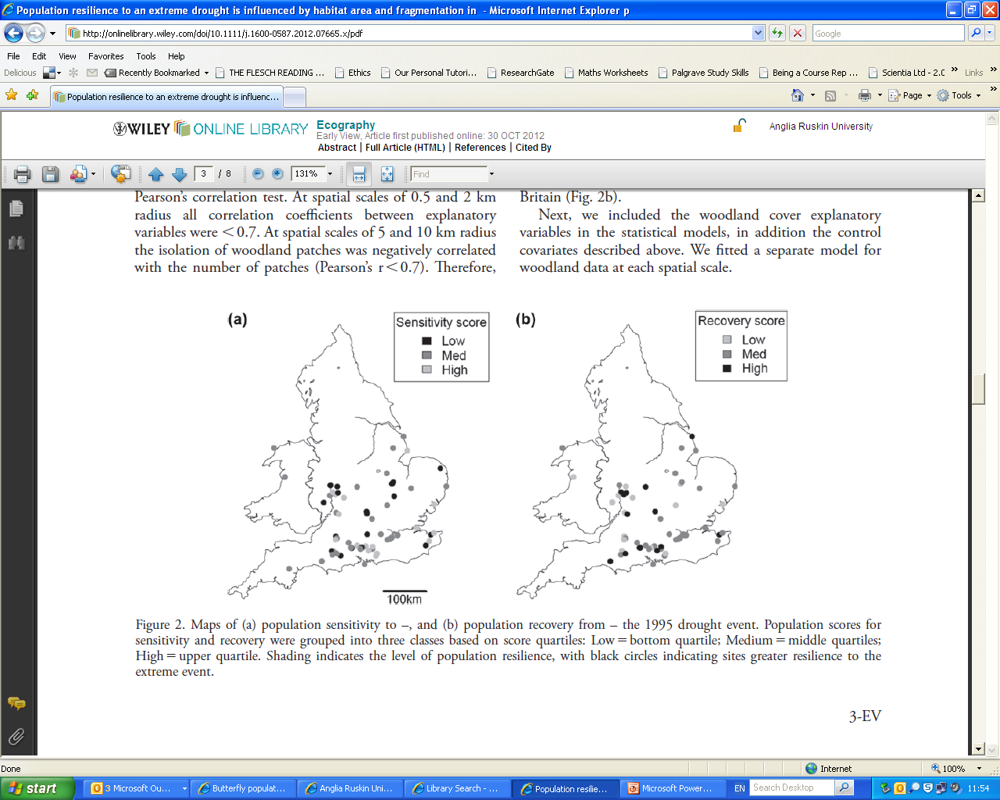 Population resilience to an extreme drought is influenced by habitat area and fragmentation in - Microsoft Internet Explorer p
http://onlinelibrary.wiley.com/doi/10.1111/j.1600-0587.2012.07665.x/pdf
Google
File Edit View Favorites Tools Help
Delicious Recently Bookmarked THE FLESCH READING ... Ethics Our Personal Tutori... ResearchGate Maths Worksheets Palgrave Study Skills Being a Course Rep ... Scientia Ltd - 2.0 » Links »
Population resilience to an extreme drought is influenc... Page Tools »
WILEY ONLINE LIBRARY
Ecography
Early View, Article first published online: 30 OCT 2012
Abstract | Full Article (HTML) | References | Cited By
Anglia Ruskin University
3 / 8 131% Find
Pearson's correlation test. At spatial scales of 0.5 and 2 km
radius all correlation coefficients between explanatory
variables were <0.7. At spatial scales of 5 and 10 km radius
the isolation of woodland patches was negatively correlated
with the number of patches (Pearson's r<0.7). Therefore,
Britain (Fig. 2b).
Next, we included the woodland cover explanatory
variables in the statistical models, in addition the control
covariates described above. We fitted a separate model for
woodland data at each spatial scale.
(a)
Sensitivity score
Low
Med
High
100km
(b)
Recovery score
Low
Med
High
Figure 2. Maps of (a) population sensitivity to –, and (b) population recovery from – the 1995 drought event. Population scores for
sensitivity and recovery were grouped into three classes based on score quartiles: Low = bottom quartile; Medium = middle quartiles;
High = upper quartile. Shading indicates the level of population resilience, with black circles indicating sites greater resilience to the
extreme event.
3-EV
Done Internet 100%
start 3 Microsoft Ou... Butterfly populat... Anglia Ruskin Uni... Library Search - ... Population resilie... Microsoft Power... EN Search Desktop 11:54